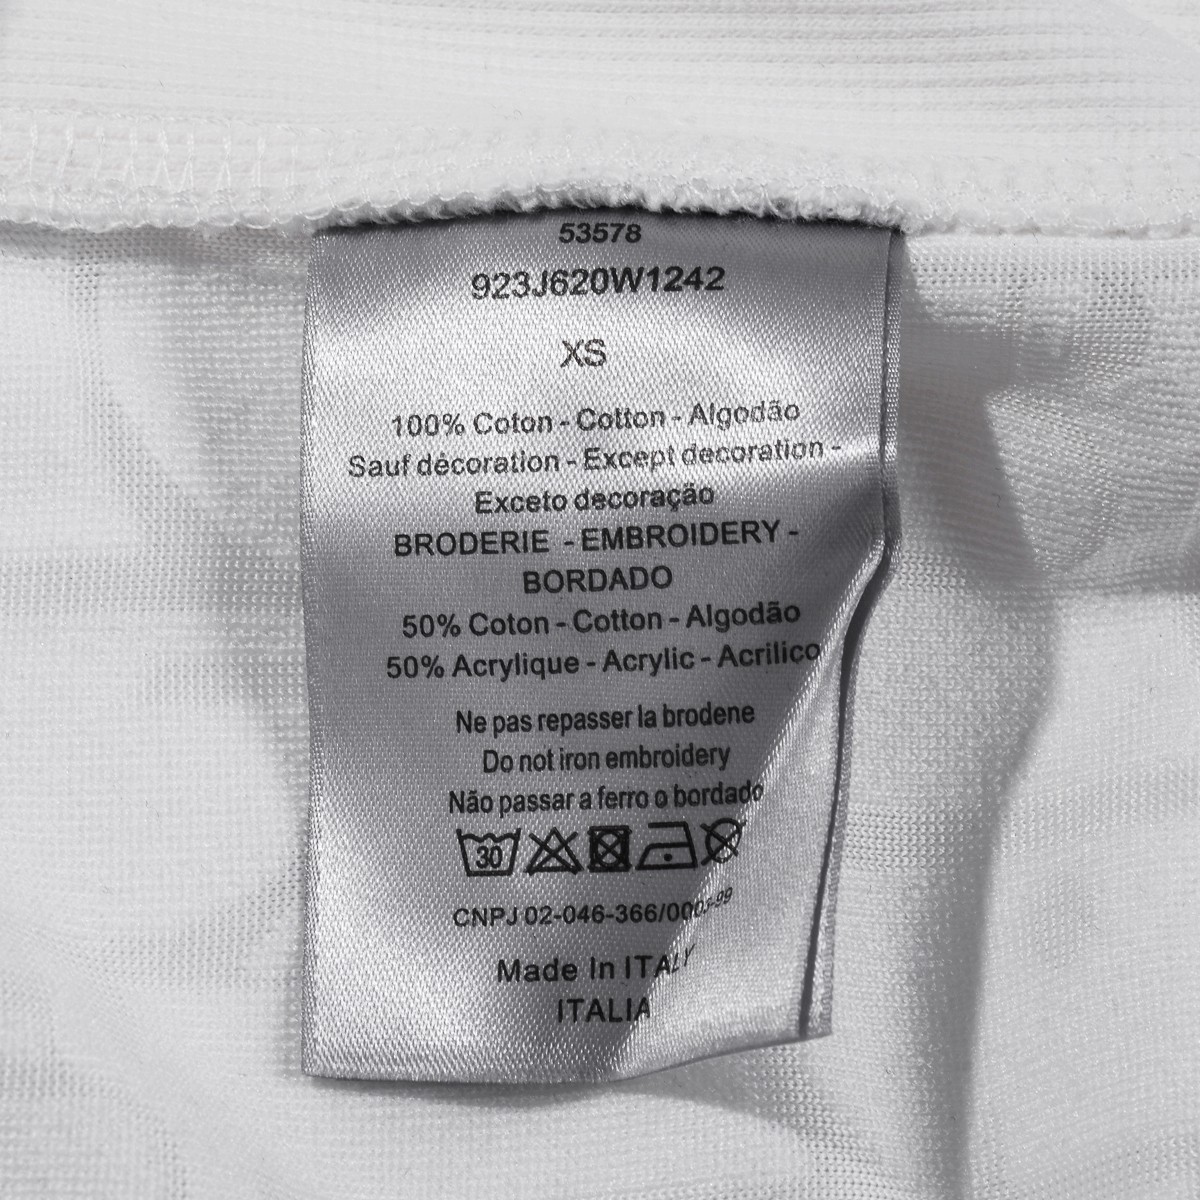 53578
923J620W1242
XS
100% Coton - Cotton - Algodão
Sauf décoration - Except decoration -
Exceto decoração
BRODERIE - EMBROIDERY -
BORDADO
50% Coton - Cotton - Algodão
50% Acrylique - Acrylic - Acrilico
Ne pas repasser la brodene
Do not iron embroidery
Não passar a ferro o bordado
30
CNPJ
Made In ITALY
ITALIA